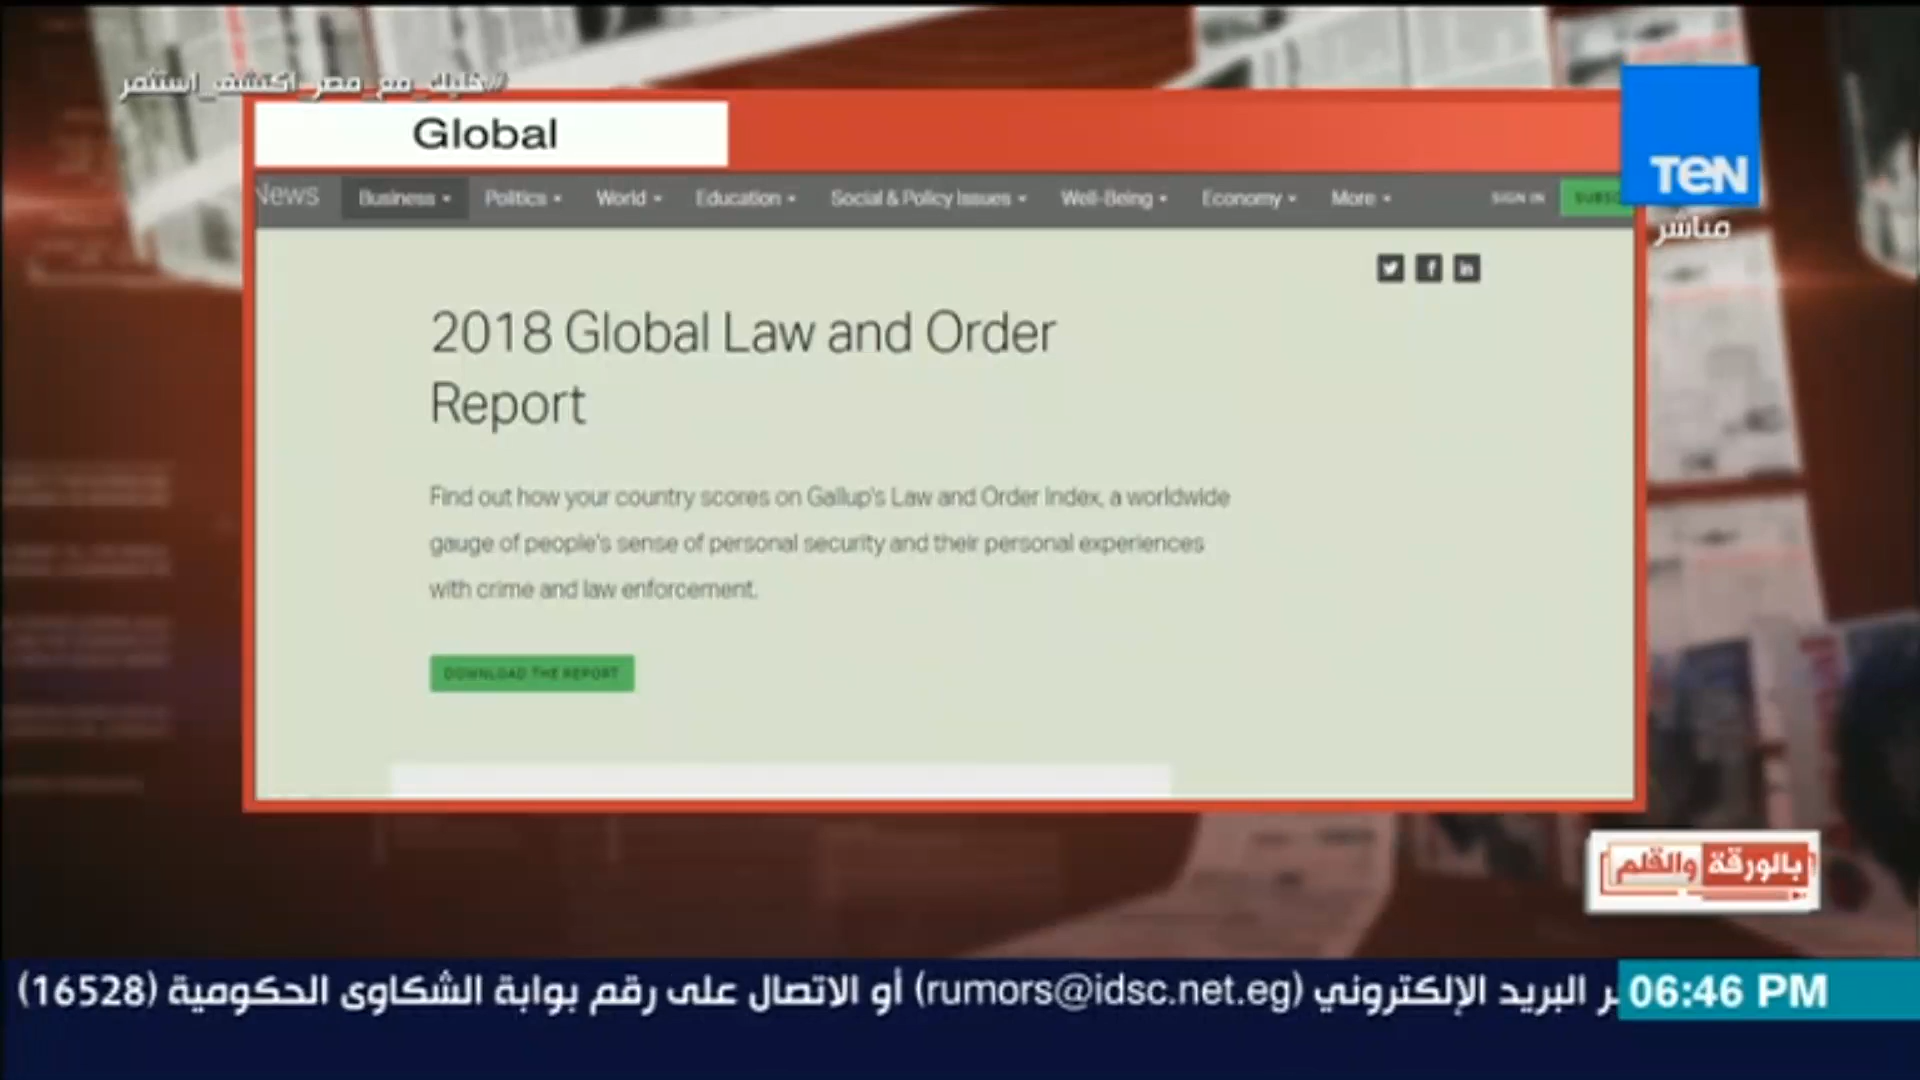 #خليك_مع_مصر_اكتشف_استثمر
Global
TEN
مباشر
News Business Politics World Education Social & Policy Issues Well-Being Economy More SIGN IN
2018 Global Law and Order
Report
Find out how your country scores on Gallup's Law and Order Index, a worldwide
gauge of people's sense of personal security and their personal experiences
with crime and law enforcement.
DOWNLOAD THE REPORT
بالورقة والقلم
البريد الإلكتروني (rumors@idsc.net.eg) أو الاتصال على رقم بوابة الشكاوى الحكومية (16528)
06:46 PM